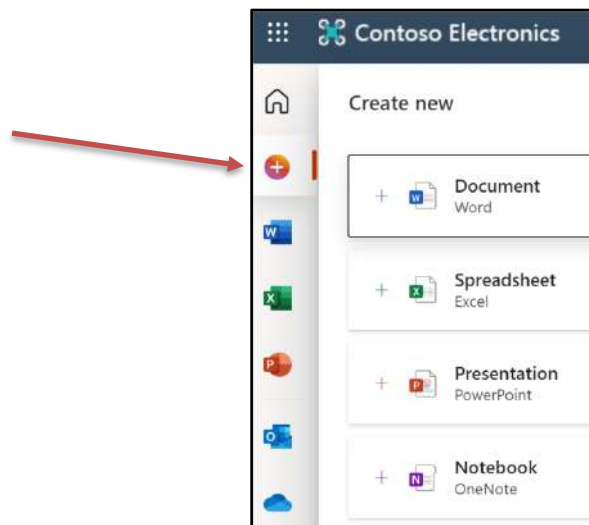 Contoso Electronics
Create new
Document
Word
Spreadsheet
Excel
Presentation
PowerPoint
Notebook
OneNote